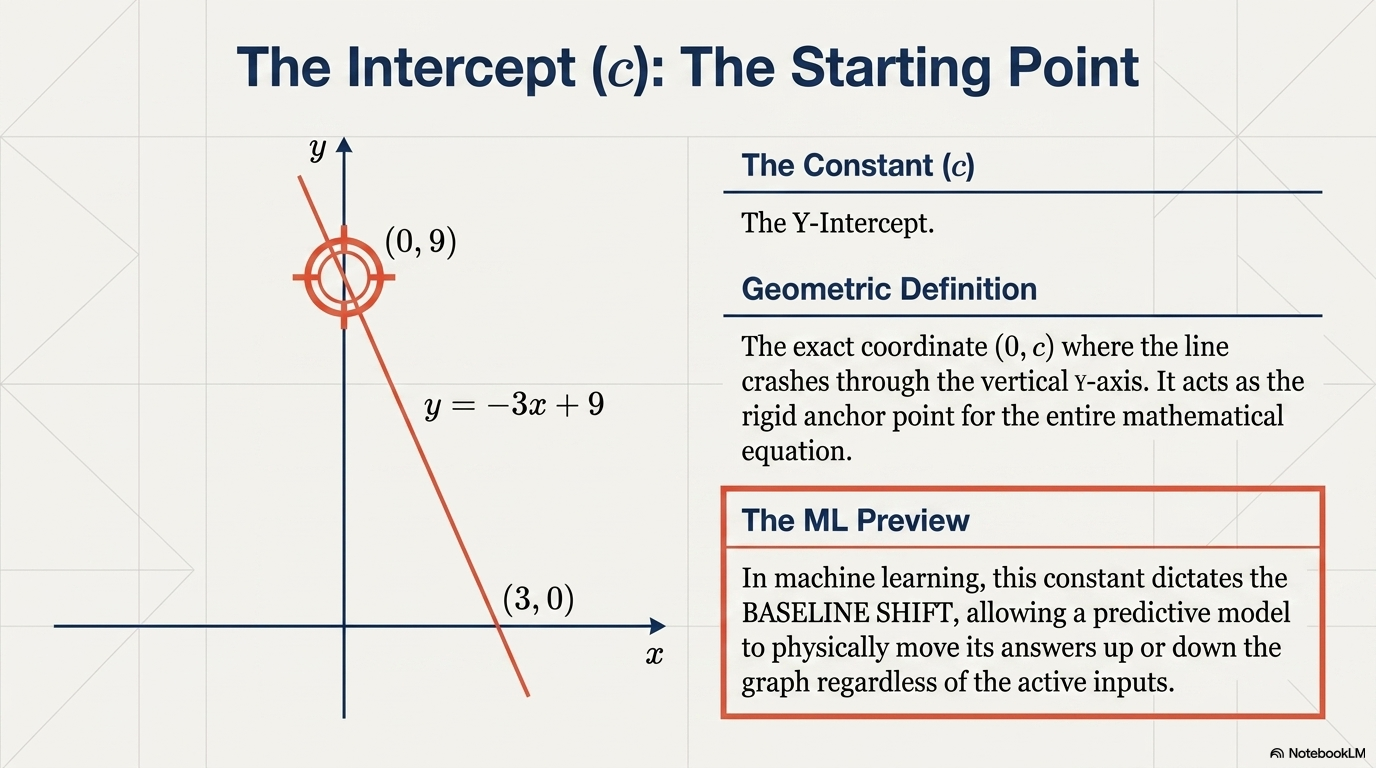 The Intercept (c): The Starting Point
y
(0, 9)
y = −3x + 9
(3, 0)
x
The Constant (c)
The Y-Intercept.
Geometric Definition
The exact coordinate (0, c) where the line
crashes through the vertical Y-axis. It acts as the
rigid anchor point for the entire mathematical
equation.
The ML Preview
In machine learning, this constant dictates the
BASELINE SHIFT, allowing a predictive model
to physically move its answers up or down the
graph regardless of the active inputs.
NotebookLM